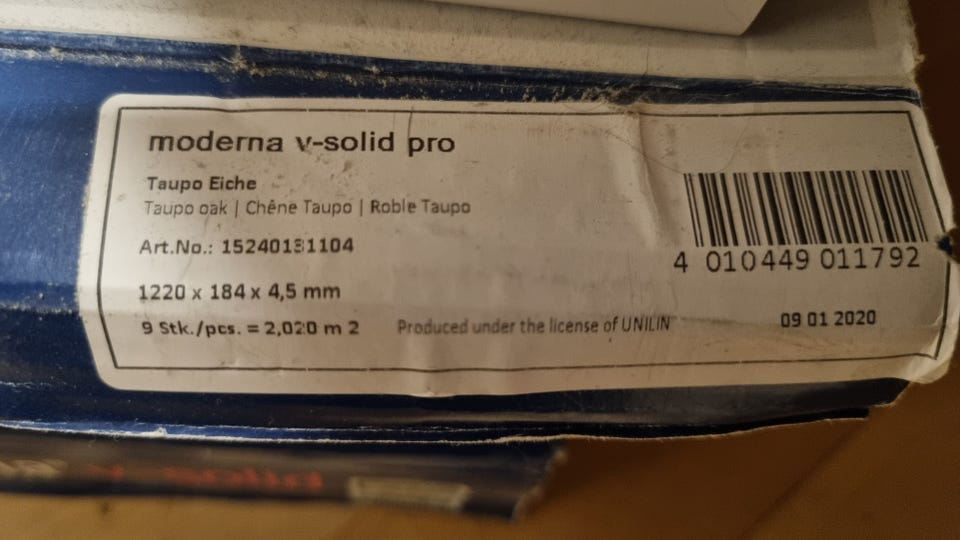 moderna v-solid pro
Taupo Eiche
Taupo oak | Chêne Taupo | Roble Taupo
Art.No.:
1220 x 184 x 4,5 mm
9 Stk./pcs. = 2,020 m 2
Produced under the license of UNILIN
4 010449 011792
09 01 2020
v-solid